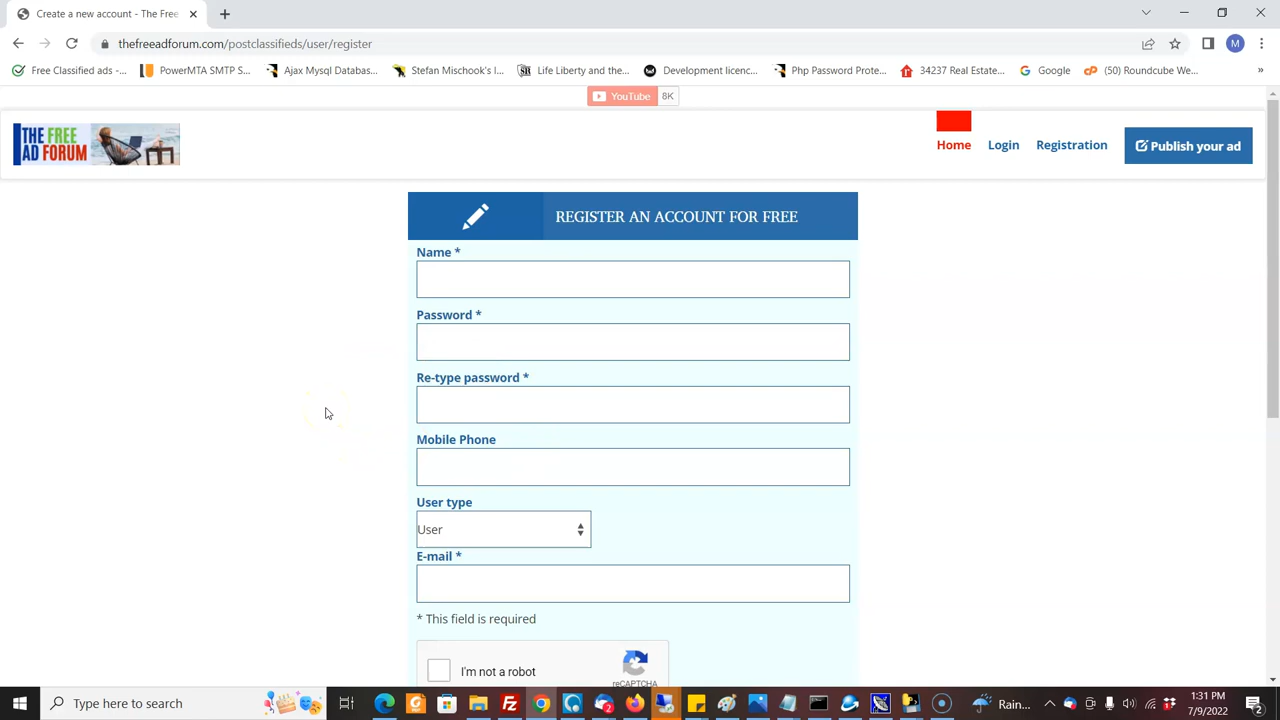 Create a new account - The Free
thefreeadforum.com/postclassifieds/user/register
M
Free Classified ads -...
PowerMTA SMTP S...
Ajax Mysql Databas...
Stefan Mischook's I...
Life Liberty and the...
Development licenc...
Php Password Prote...
34237 Real Estate...
Google
(50) Roundcube We...
»
YouTube 8K
THE FREE
AD FORUM
Home
Login
Registration
Publish your ad
REGISTER AN ACCOUNT FOR FREE
Name *
Password *
Re-type password *
Mobile Phone
User type
User
E-mail *
* This field is required
I'm not a robot
reCAPTCHA
Type here to search
Rain...
1:31 PM
7/9/2022